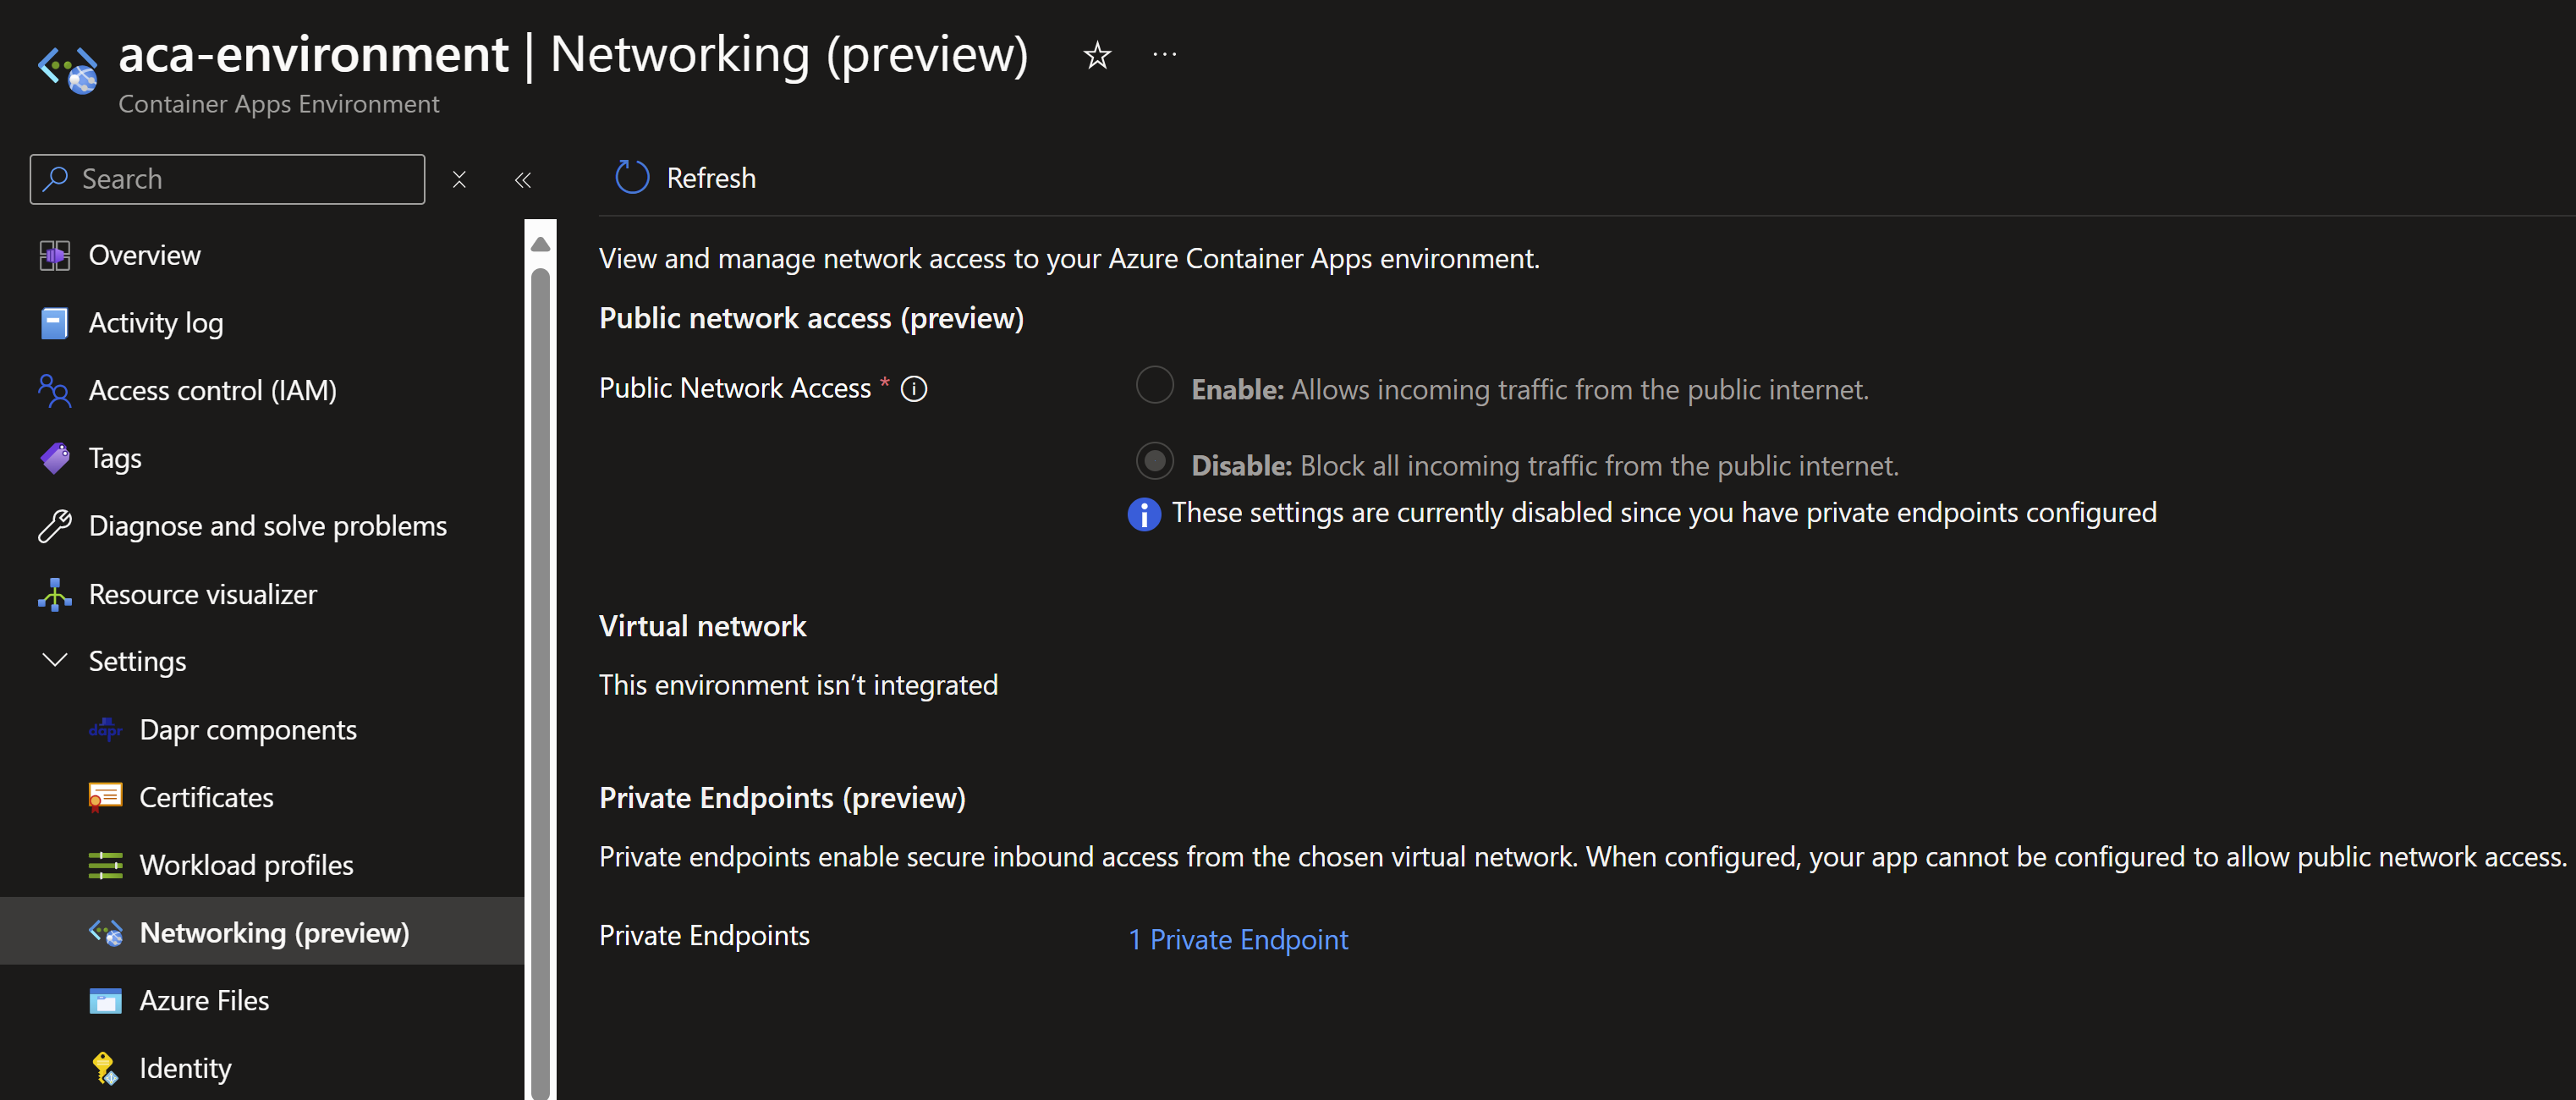 aca-environment | Networking (preview)
Container Apps Environment
Search
Refresh
Overview
Activity log
Access control (IAM)
Tags
Diagnose and solve problems
Resource visualizer
Settings
dapr
Dapr components
Certificates
Workload profiles
Networking (preview)
Azure Files
Identity
View and manage network access to your Azure Container Apps environment.
Public network access (preview)
Public Network Access *
Enable: Allows incoming traffic from the public internet.
Disable: Block all incoming traffic from the public internet.
These settings are currently disabled since you have private endpoints configured
Virtual network
This environment isn’t integrated
Private Endpoints (preview)
Private endpoints enable secure inbound access from the chosen virtual network. When configured, your app cannot be configured to allow public network access.
Private Endpoints
1 Private Endpoint